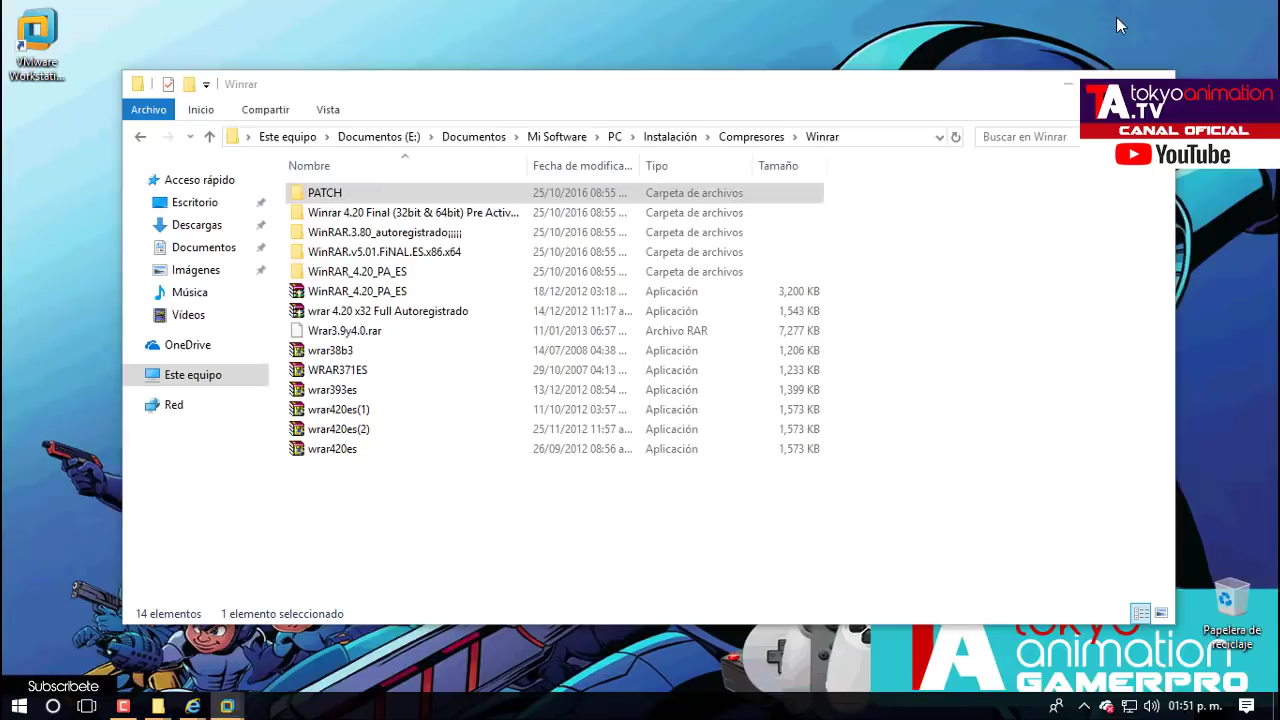 VMware
Workstati...
Winrar
Archivo Inicio Compartir Vista
Este equipo Documentos (E:) Documentos Mi Software PC Instalación Compresores Winrar
Buscar en Winrar
tokyoanimation
TA.TV
CANAL OFICIAL
YouTube
Nombre Fecha de modifica... Tipo Tamaño
Acceso rápido
Escritorio
Descargas
Documentos
Imágenes
Música
Vídeos
OneDrive
Este equipo
Red
PATCH 25/10/2016 08:55 ... Carpeta de archivos
Winrar 4.20 Final (32bit & 64bit) Pre Activ... 25/10/2016 08:55 ... Carpeta de archivos
WinRAR.3.80_autoregistrado¡¡¡¡¡ 25/10/2016 08:55 ... Carpeta de archivos
WinRAR.v5.01.FiNAL.ES.x86.x64 25/10/2016 08:55 ... Carpeta de archivos
WinRAR_4.20_PA_ES 25/10/2016 08:55 ... Carpeta de archivos
WinRAR_4.20_PA_ES 18/12/2012 03:18 ... Aplicación 3,200 KB
wrar 4.20 x32 Full Autoregistrado 14/12/2012 11:17 a... Aplicación 1,543 KB
Wrar3.9y4.0.rar 11/01/2013 06:57 ... Archivo RAR 7,277 KB
wrar38b3 14/07/2008 04:38 ... Aplicación 1,206 KB
WRAR371ES 29/10/2007 04:13 ... Aplicación 1,233 KB
wrar393es 13/12/2012 08:54 ... Aplicación 1,399 KB
wrar420es(1) 11/10/2012 03:57 ... Aplicación 1,573 KB
wrar420es(2) 25/11/2012 11:57 a... Aplicación 1,573 KB
wrar420es 26/09/2012 08:56 a... Aplicación 1,573 KB
14 elementos 1 elemento seleccionado
Papelera de
reciclaje
TA tokyo
animation
GAMERPRO
Subscribete
01:51 p. m.